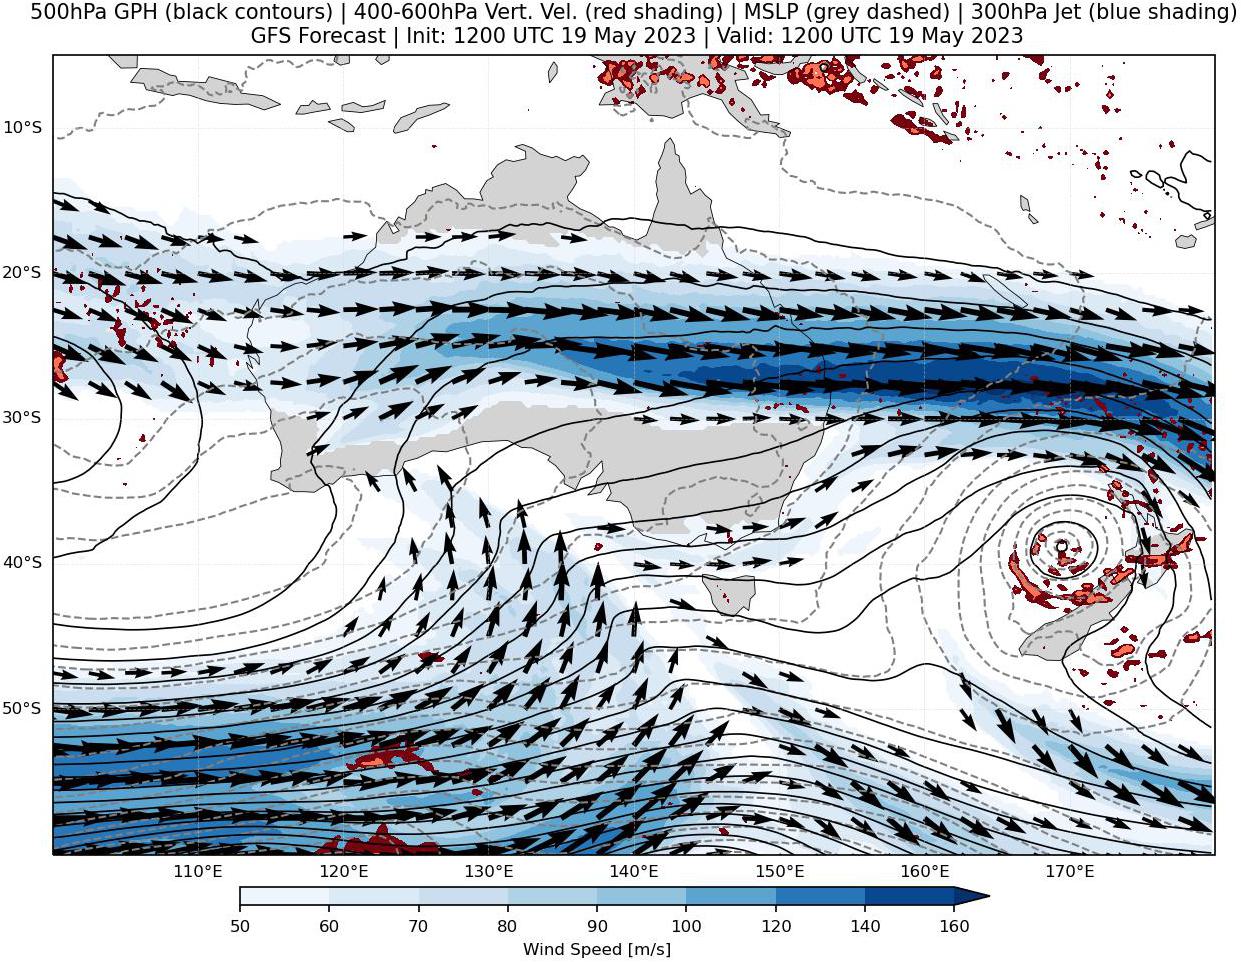 500hPa GPH (black contours) | 400-600hPa Vert. Vel. (red shading) | MSLP (grey dashed) | 300hPa Jet (blue shading)
GFS Forecast | Init: 1200 UTC 19 May 2023 | Valid: 1200 UTC 19 May 2023
10°S
20°S
30°S
40°S
50°S
110°E 120°E 130°E 140°E 150°E 160°E 170°E
50 60 70 80 90 100 120 140 160
Wind Speed [m/s]